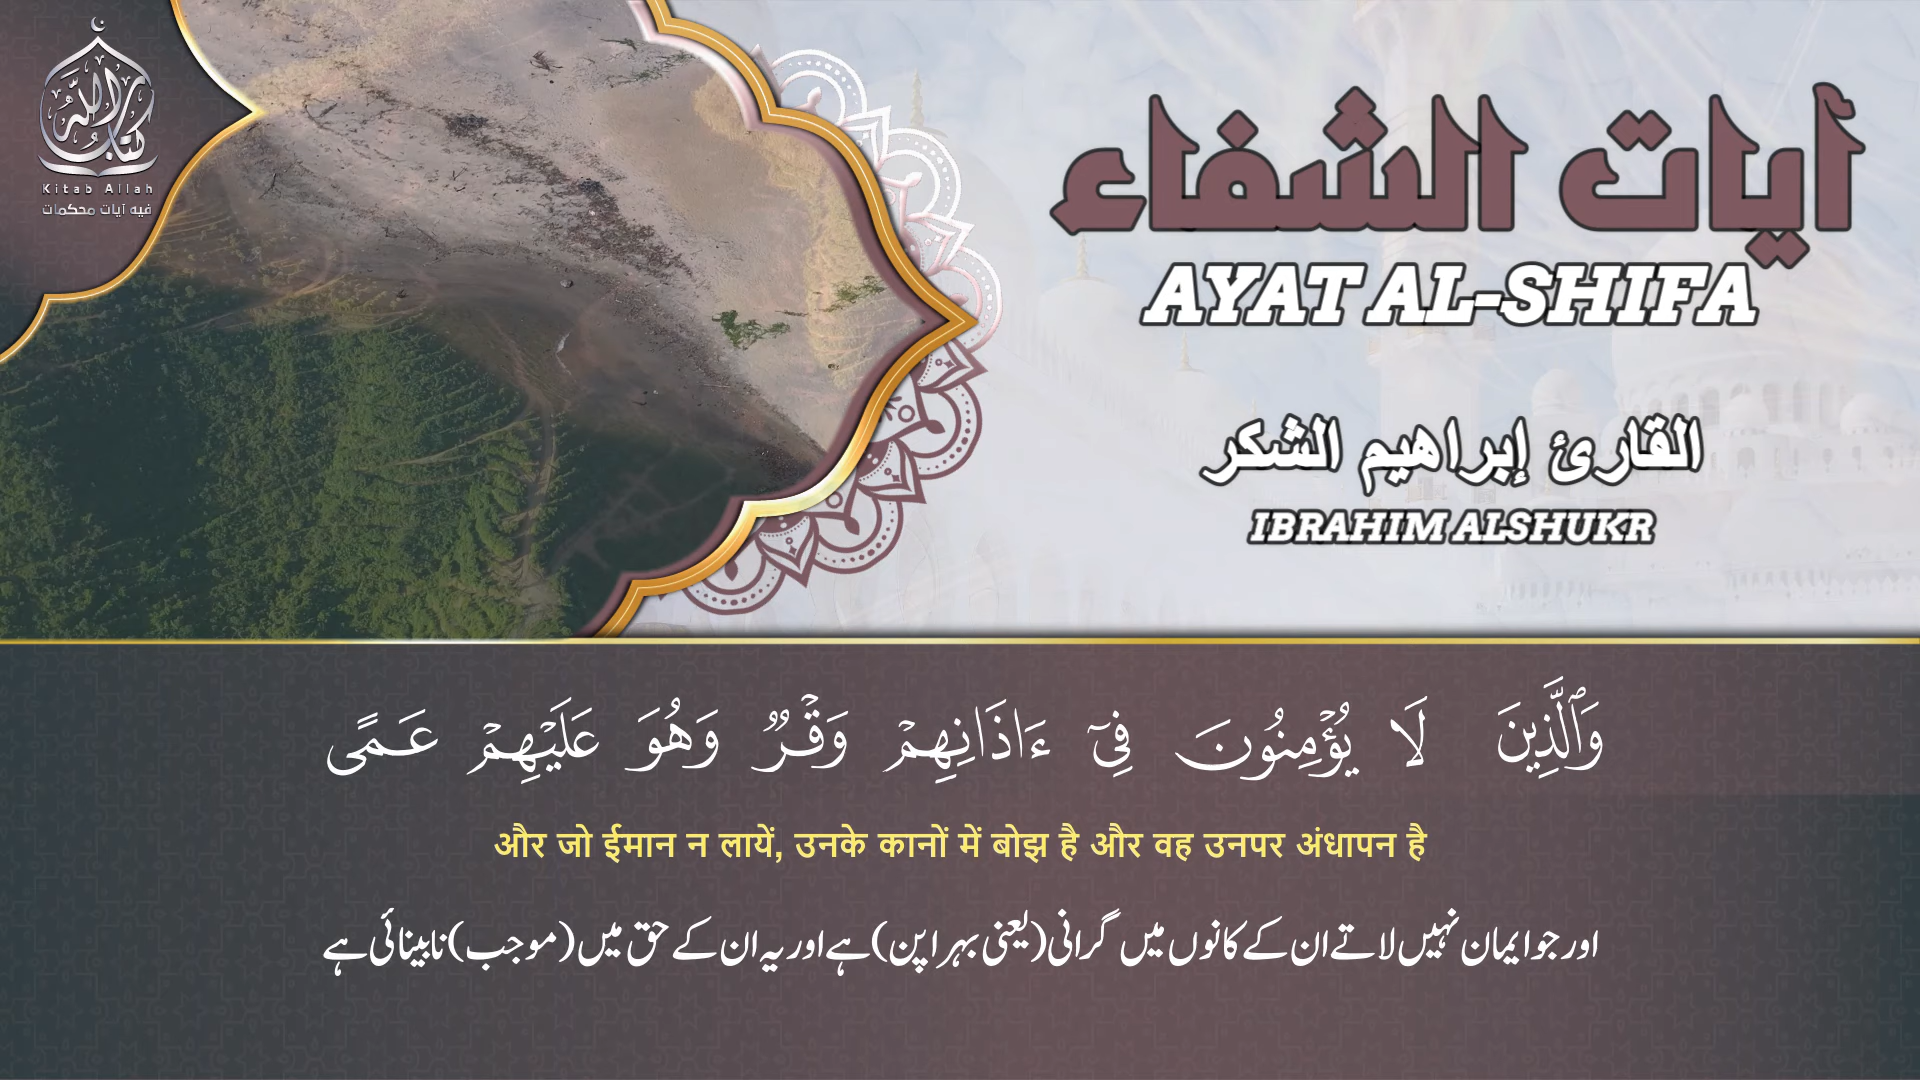 كتاب الله
Kitab Allah
فيه آيات محكمات
آيات الشفاء
AYAT AL-SHIFA
القارئ إبراهيم الشكر
IBRAHIM ALSHUKR
وَٱلَّذِينَ لَا يُؤۡمِنُونَ فِيٓ ءَاذَانِهِمۡ وَقۡرٞ وَهُوَ عَلَيۡهِمۡ عَمًى
और जो ईमान न लायें, उनके कानों में बोझ है और वह उनपर अंधापन है
اور جو ایمان نہیں لاتے ان کے کانوں میں گرانی (یعنی بہراپن) ہے اور یہ ان کے حق میں (موجب) نابینائی ہے